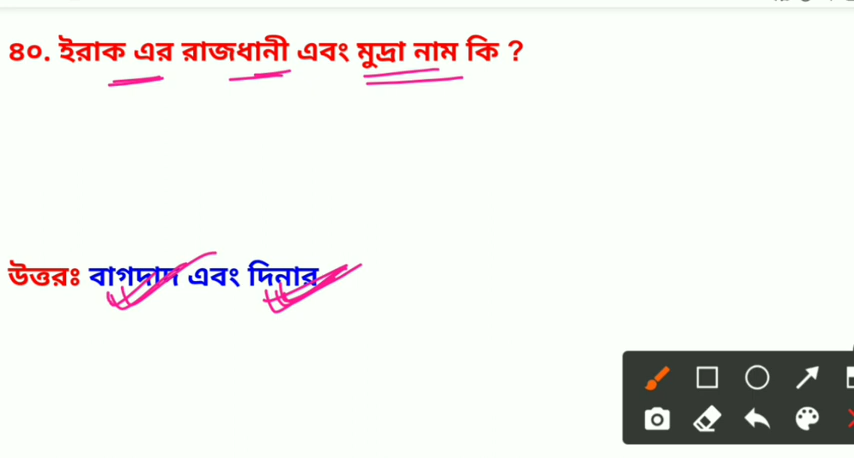 ৪০. ইরাক এর রাজধানী এবং মুদ্রা নাম কি ?
উত্তরঃ বাগদাদ এবং দিনার